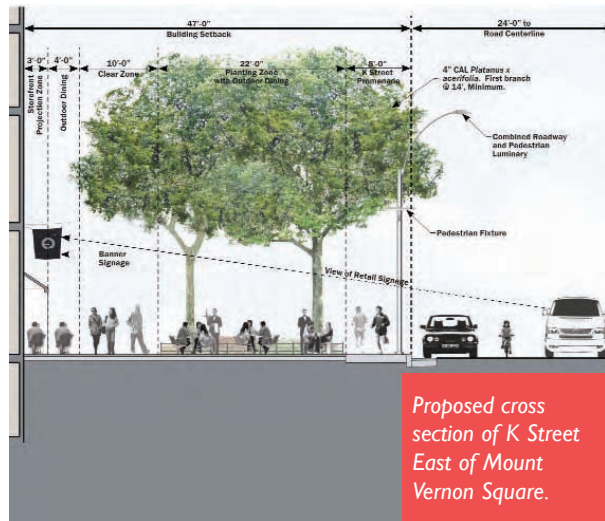 47'-0"
Building Setback
24'-0" to
Road Centerline
3'-0"
4'-0"
10'-0"
22'-0"
8'-0"
Storefront
Projection Zone
Outdoor Dining
Clear Zone
Planting Zone
with Outdoor Dining
K Street
Promenade
4" CAL Platanus x
acerifolia. First branch
@ 14', Minimum.
Combined Roadway
and Pedestrian
Luminary
Pedestrian Fixture
Banner
Signage
View of Retail Signage
Proposed cross
section of K Street
East of Mount
Vernon Square.